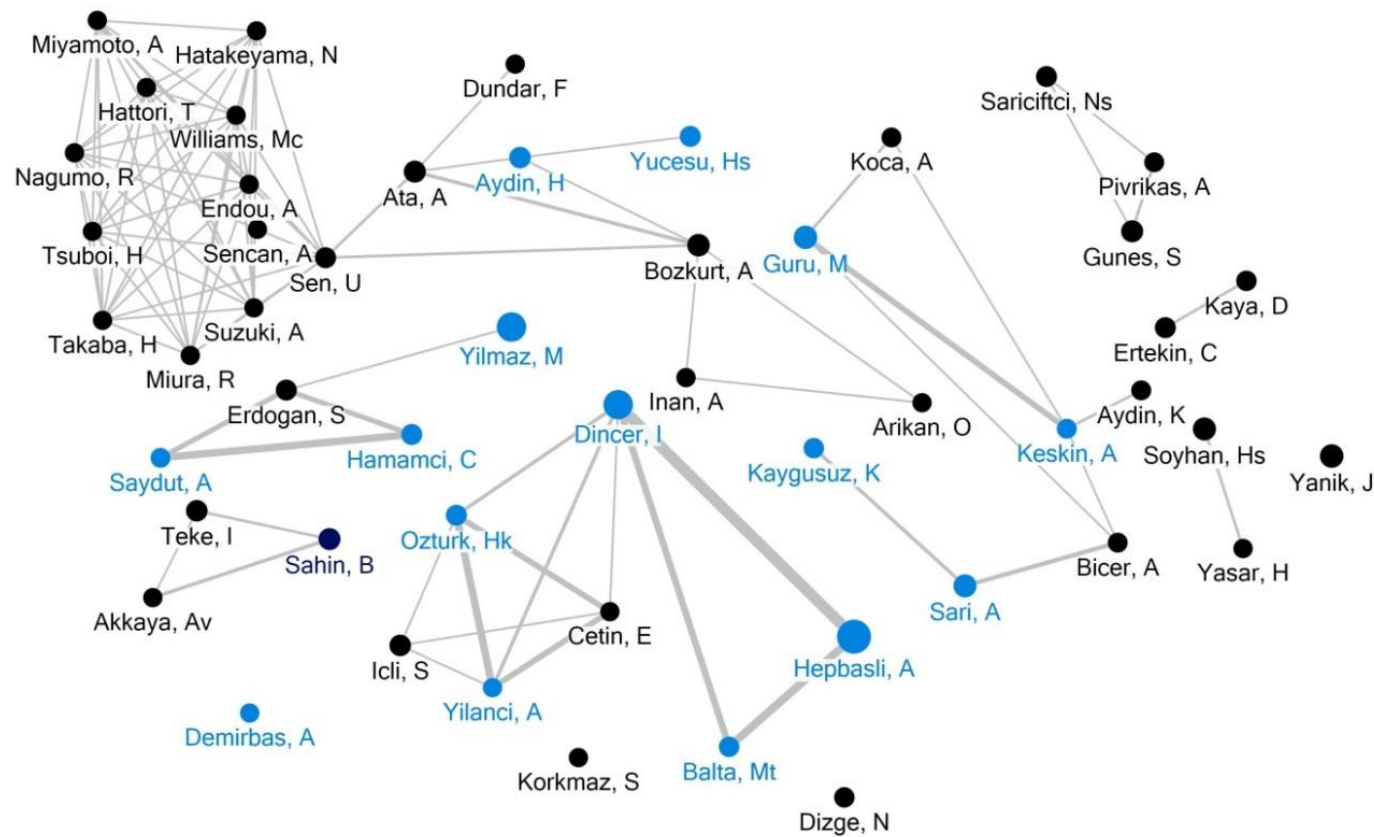 Miyamoto, A
Hatakeyama, N
Hattori, T
Williams, Mc
Nagumo, R
Endou, A
Tsuboi, H
Sencan, A
Sen, U
Takaba, H
Suzuki, A
Miura, R
Dundar, F
Ata, A
Aydin, H
Yucesu, Hs
Bozkurt, A
Koca, A
Guru, M
Sariciftci, Ns
Pivrikas, A
Gunes, S
Kaya, D
Ertekin, C
Yilmaz, M
Erdogan, S
Hamamci, C
Saydut, A
Inan, A
Arikan, O
Dincer, I
Kaygusuz, K
Keskin, A
Aydin, K
Soyhan, Hs
Yanik, J
Teke, I
Sahin, B
Akkaya, Av
Ozturk, Hk
Cetin, E
Icli, S
Yilanci, A
Hepbasli, A
Sari, A
Bicer, A
Yasar, H
Demirbas, A
Korkmaz, S
Balta, Mt
Dizge, N